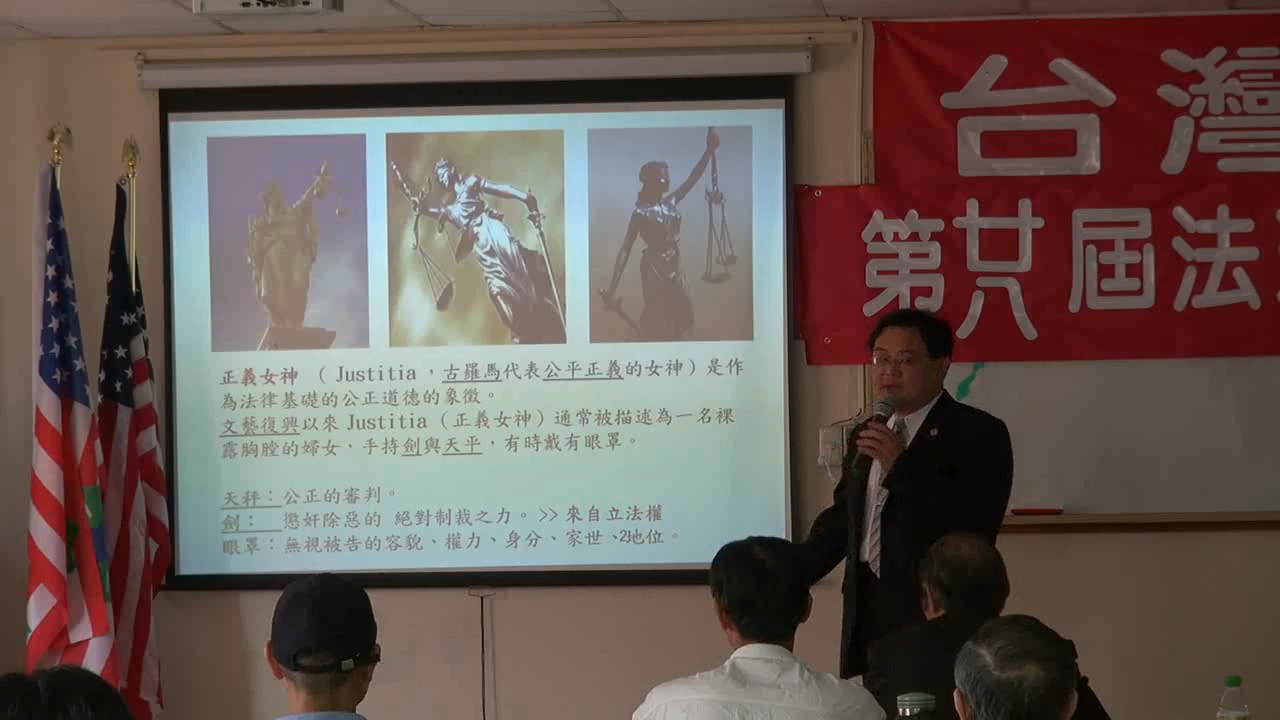 台灣
第廿八屆法
正義女神 （ Justitia ，古羅馬代表公平正義的女神）是作
為法律基礎的公正道德的象徵。
文藝復興以來 Justitia （正義女神）通常被描述為一名裸
露胸膛的婦女，手持劍與天平，有時戴有眼罩。
天秤：公正的審判。
劍： 懲奸除惡的 絕對制裁之力。 >> 來自立法權
眼罩：無視被告的容貌、權力、身分、家世、地位。
2